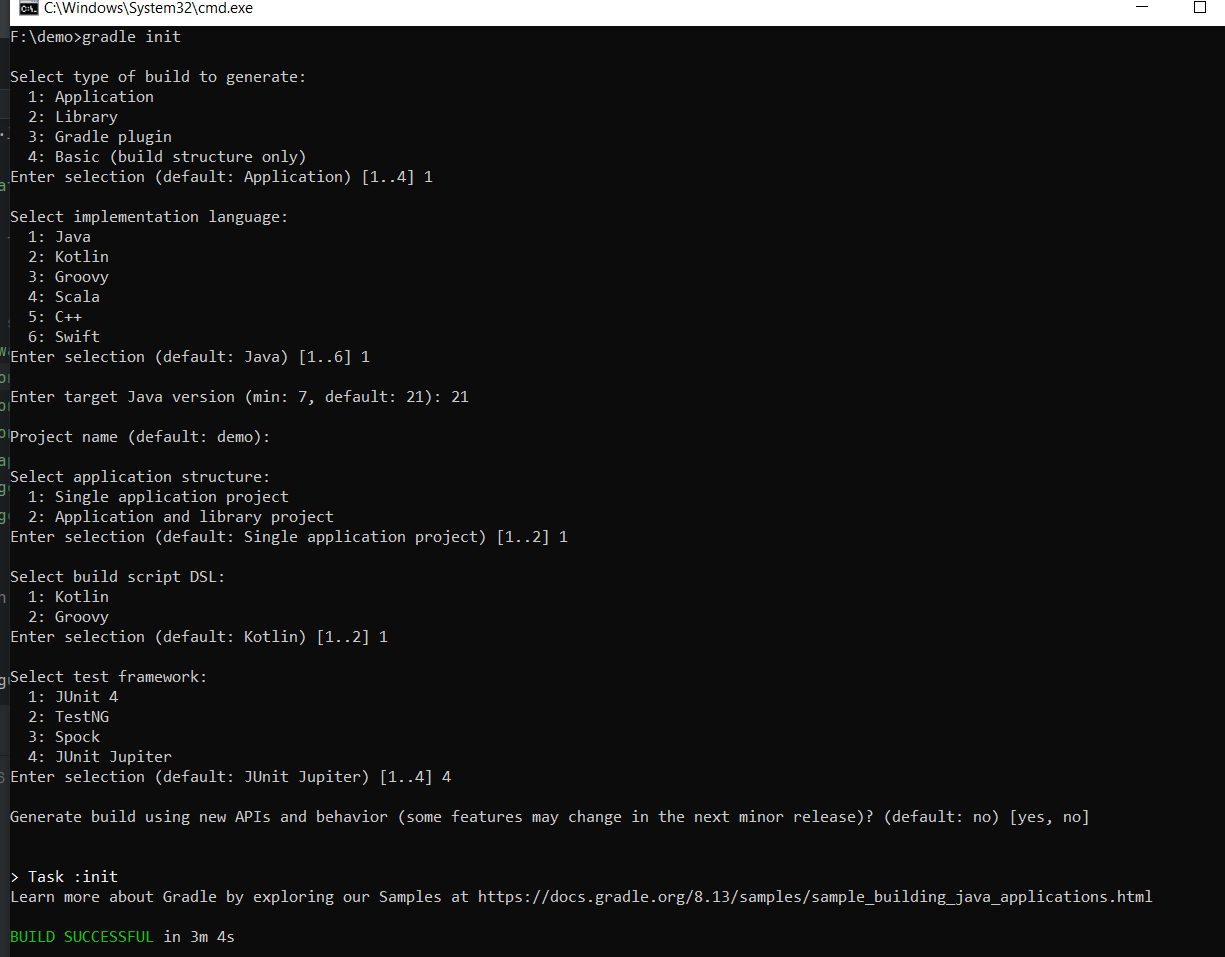 C:\Windows\System32\cmd.exe
F:\demo>gradle init
Select type of build to generate:
1: Application
2: Library
3: Gradle plugin
4: Basic (build structure only)
Enter selection (default: Application) [1..4] 1
Select implementation language:
1: Java
2: Kotlin
3: Groovy
4: Scala
5: C++
6: Swift
Enter selection (default: Java) [1..6] 1
Enter target Java version (min: 7, default: 21): 21
Project name (default: demo):
Select application structure:
1: Single application project
2: Application and library project
Enter selection (default: Single application project) [1..2] 1
Select build script DSL:
1: Kotlin
2: Groovy
Enter selection (default: Kotlin) [1..2] 1
Select test framework:
1: JUnit 4
2: TestNG
3: Spock
4: JUnit Jupiter
Enter selection (default: JUnit Jupiter) [1..4] 4
Generate build using new APIs and behavior (some features may change in the next minor release)? (default: no) [yes, no]
> Task :init
Learn more about Gradle by exploring our Samples at https://docs.gradle.org/8.13/samples/sample_building_java_applications.html
BUILD SUCCESSFUL in 3m 4s